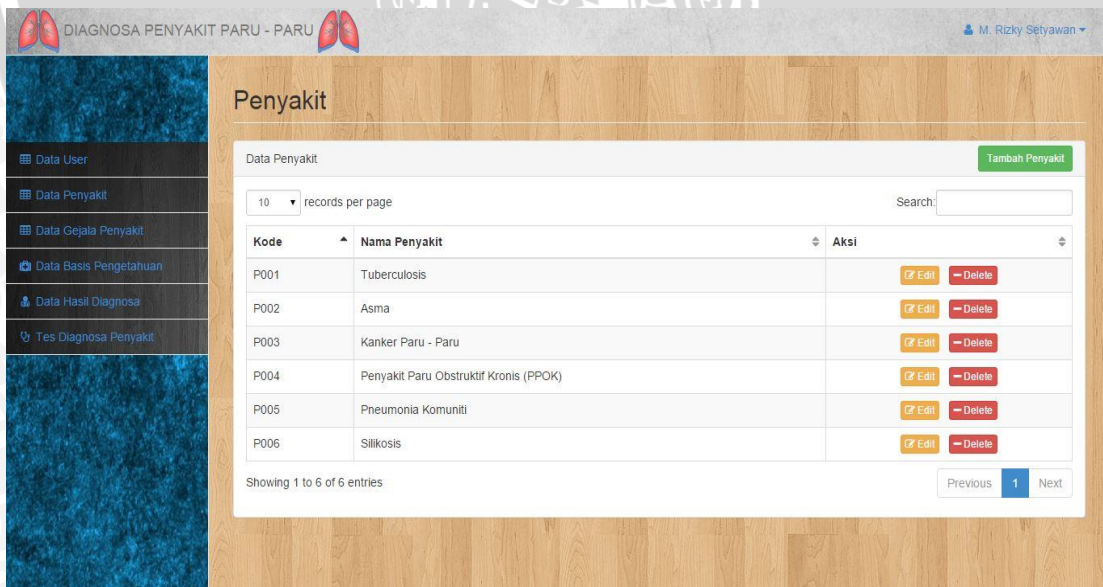 DIAGNOSA PENYAKIT PARU - PARU
M. Rizky Setyawan
Penyakit
Data User
Data Penyakit
Data Gejala Penyakit
Data Basis Pengetahuan
Data Hasil Diagnosa
Tes Diagnosa Penyakit
Data Penyakit
Tambah Penyakit
10 records per page
Search:
Kode Nama Penyakit Aksi
P001 Tuberculosis Edit Delete
P002 Asma Edit Delete
P003 Kanker Paru - Paru Edit Delete
P004 Penyakit Paru Obstruktif Kronis (PPOK) Edit Delete
P005 Pneumonia Komuniti Edit Delete
P006 Silikosis Edit Delete
Showing 1 to 6 of 6 entries
Previous 1 Next